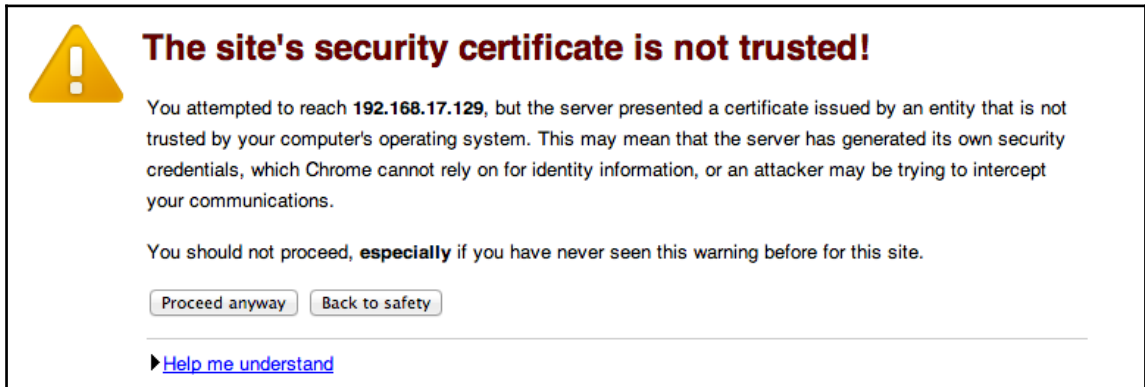 The site's security certificate is not trusted!
You attempted to reach 192.168.17.129, but the server presented a certificate issued by an entity that is not
trusted by your computer's operating system. This may mean that the server has generated its own security
credentials, which Chrome cannot rely on for identity information, or an attacker may be trying to intercept
your communications.
You should not proceed, especially if you have never seen this warning before for this site.
Proceed anyway Back to safety
Help me understand